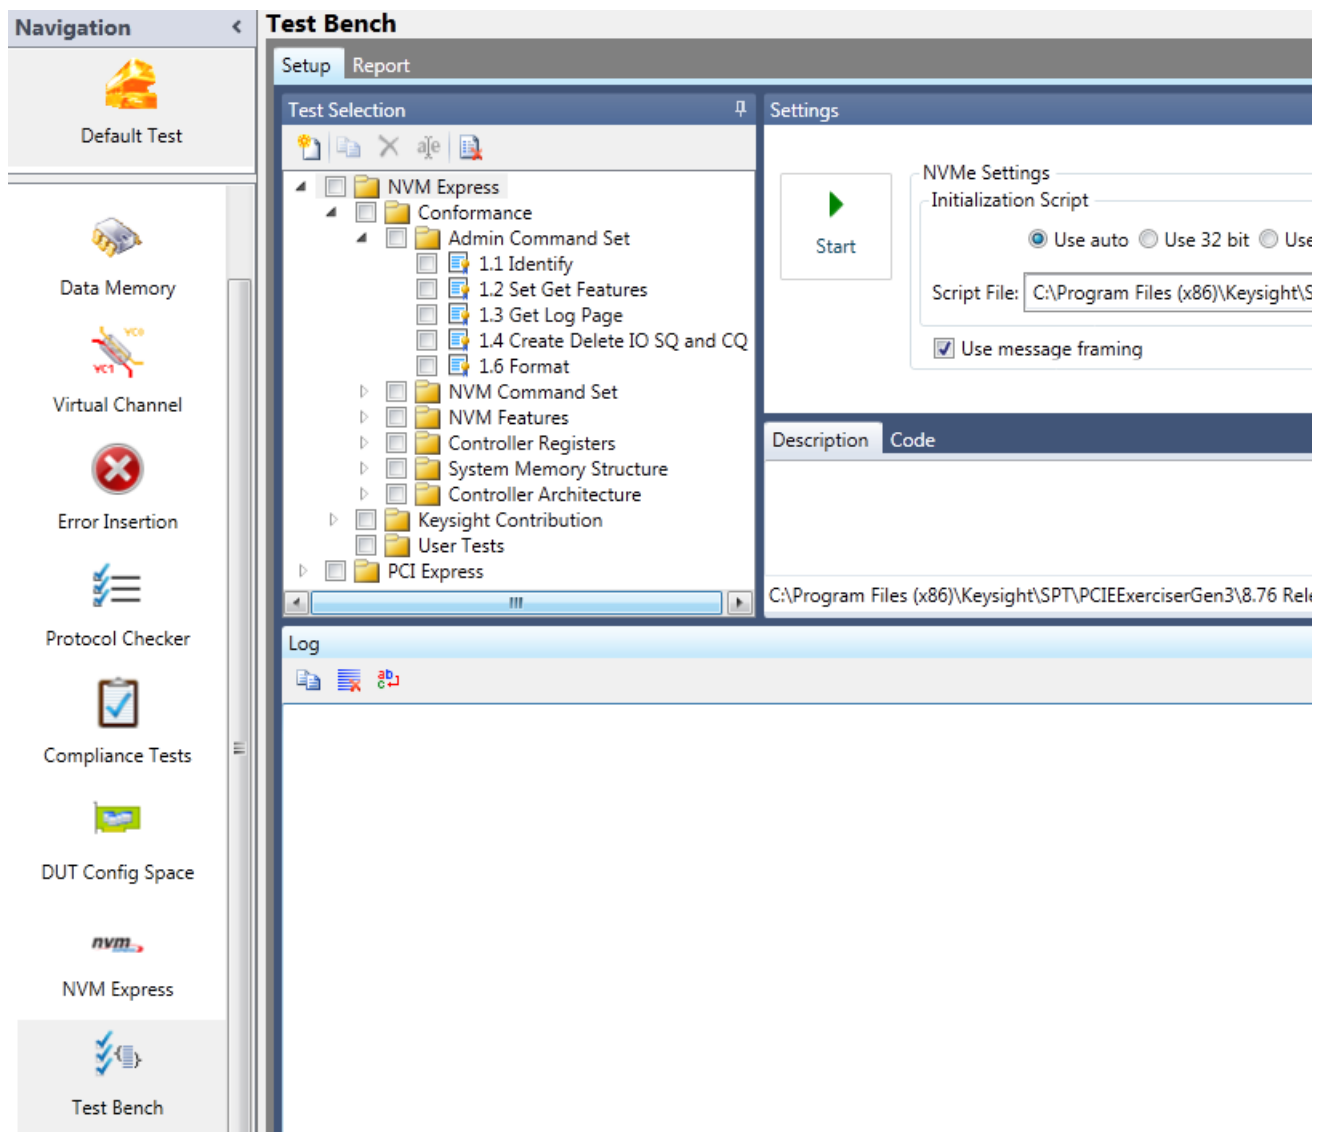 Navigation
Default Test
Data Memory
VC0
VC1
Virtual Channel
Error Insertion
Protocol Checker
Compliance Tests
DUT Config Space
nvm
NVM Express
Test Bench
Test Bench
Setup Report
Test Selection
NVM Express
Conformance
Admin Command Set
1.1 Identify
1.2 Set Get Features
1.3 Get Log Page
1.4 Create Delete IO SQ and CQ
1.6 Format
NVM Command Set
NVM Features
Controller Registers
System Memory Structure
Controller Architecture
Keysight Contribution
User Tests
PCI Express
Settings
Start
NVMe Settings
Initialization Script
Use auto Use 32 bit Use
Script File: C:\Program Files (x86)\Keysight\S
Use message framing
Description Code
C:\Program Files (x86)\Keysight\SPT\PCIEExerciserGen3\8.76 Rele
Log